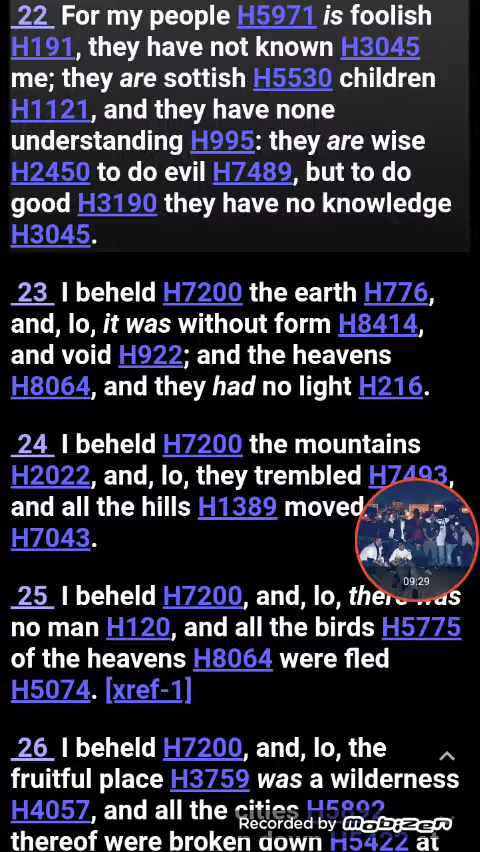 22 For my people H5971 is foolish
H191, they have not known H3045
me; they are sottish H5530 children
H1121, and they have none
understanding H995: they are wise
H2450 to do evil H7489, but to do
good H3190 they have no knowledge
H3045.
23 I beheld H7200 the earth H776,
and, lo, it was without form H8414,
and void H922; and the heavens
H8064, and they had no light H216.
24 I beheld H7200 the mountains
H2022, and, lo, they trembled H7493,
and all the hills H1389 moved
H7043.
09:29
25 I beheld H7200, and, lo, there was
no man H120, and all the birds H5775
of the heavens H8064 were fled
H5074. [xref-1]
26 I beheld H7200, and, lo, the
fruitful place H3759 was a wilderness
H4057, and all the cities H5892
Recorded by mobizen
thereof were broken down H5422 at